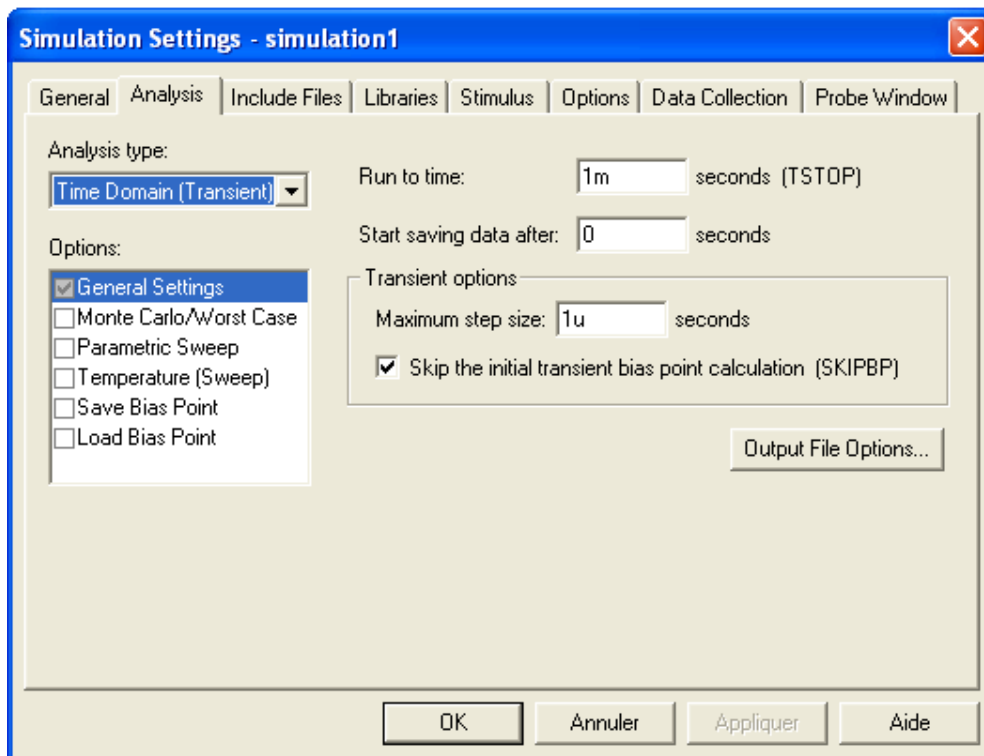 Simulation Settings - simulation1
General Analysis Include Files Libraries Stimulus Options Data Collection Probe Window
Analysis type:
Time Domain (Transient)
Run to time: 1m seconds (TSTOP)
Start saving data after: 0 seconds
Options:
General Settings
Monte Carlo/Worst Case
Parametric Sweep
Temperature (Sweep)
Save Bias Point
Load Bias Point
Transient options
Maximum step size: 1u seconds
Skip the initial transient bias point calculation (SKIPBP)
Output File Options...
OK Annuler Appliquer Aide